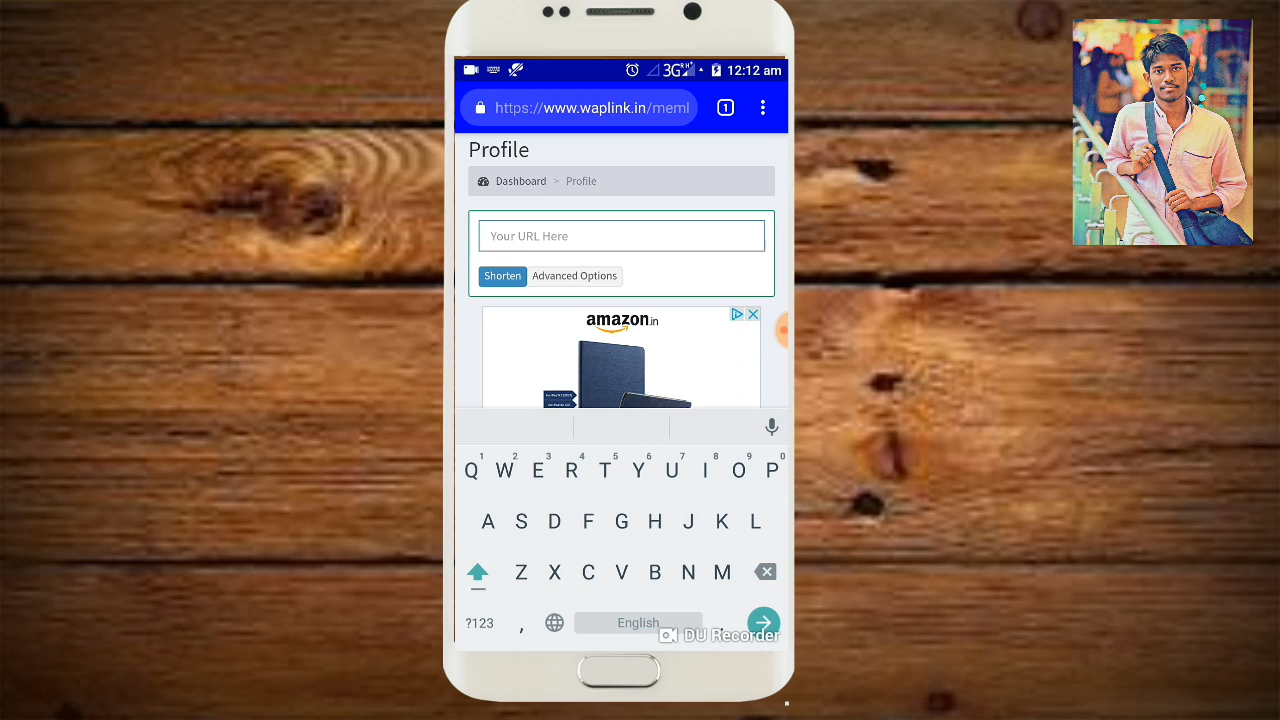 3G R H 12:12 am
https://www.waplink.in/meml 1
Profile
Dashboard > Profile
Your URL Here
Shorten Advanced Options
amazon.in
1 2 3 4 5 6 7 8 9 0
Q W E R T Y U I O P
A S D F G H J K L
Z X C V B N M
?123 , English .
DU Recorder